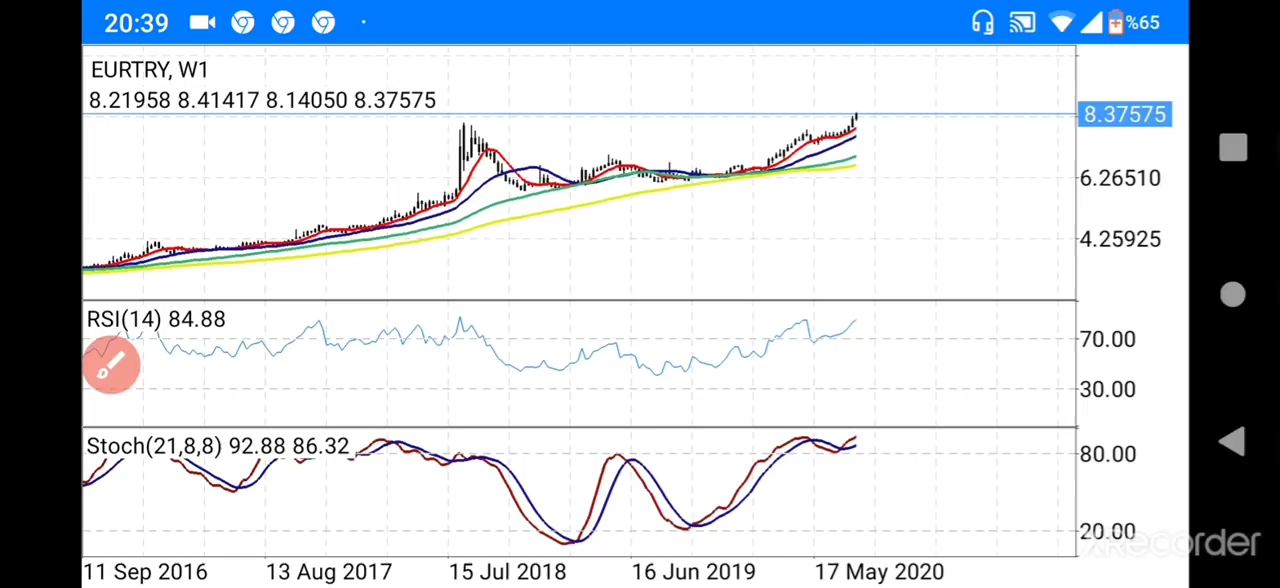 20:39 %65
EURTRY, W1
8.21958 8.41417 8.14050 8.37575
8.37575
6.26510
4.25925
RSI(14) 84.88
70.00
30.00
Stoch(21,8,8) 92.88 86.32
80.00
20.00
XRecorder
11 Sep 2016 13 Aug 2017 15 Jul 2018 16 Jun 2019 17 May 2020